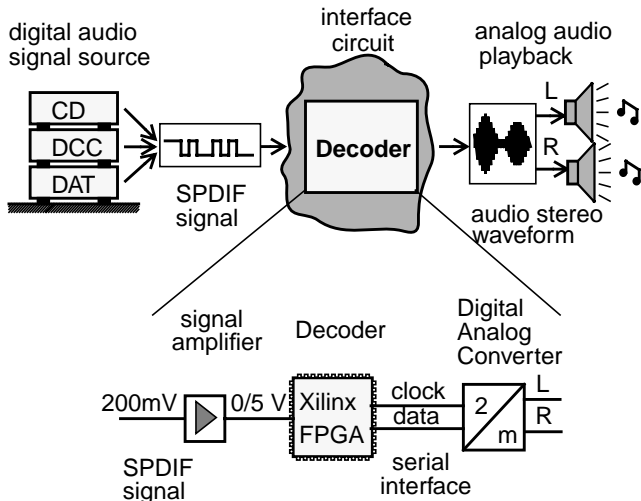 digital audio
signal source
CD
DCC
DAT
SPDIF
signal
interface
circuit
Decoder
analog audio
playback
L
R
audio stereo
waveform
signal
amplifier
Decoder
Digital
Analog
Converter
200mV
0/5 V
Xilinx
FPGA
clock
data
2
m
L
R
SPDIF
signal
serial
interface